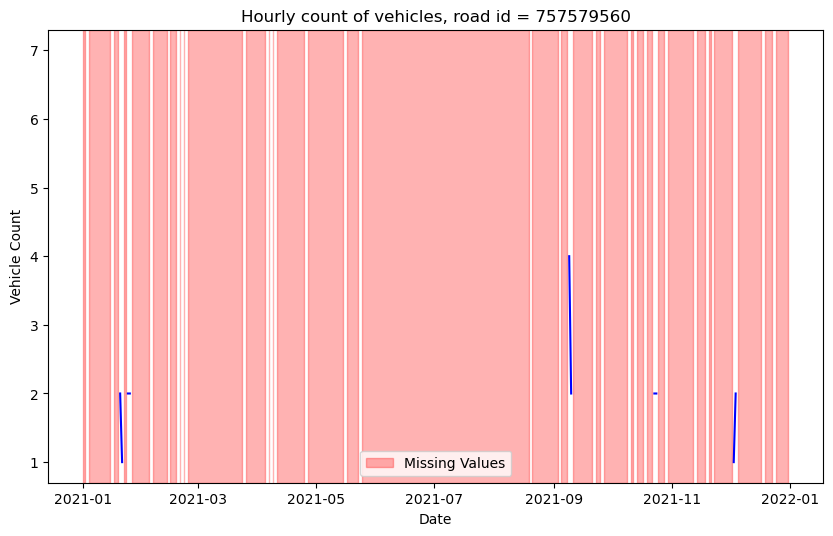 Hourly count of vehicles, road id = 757579560
Vehicle Count
7
6
5
4
3
2
1
Missing Values
2021-01 2021-03 2021-05 2021-07 2021-09 2021-11 2022-01
Date